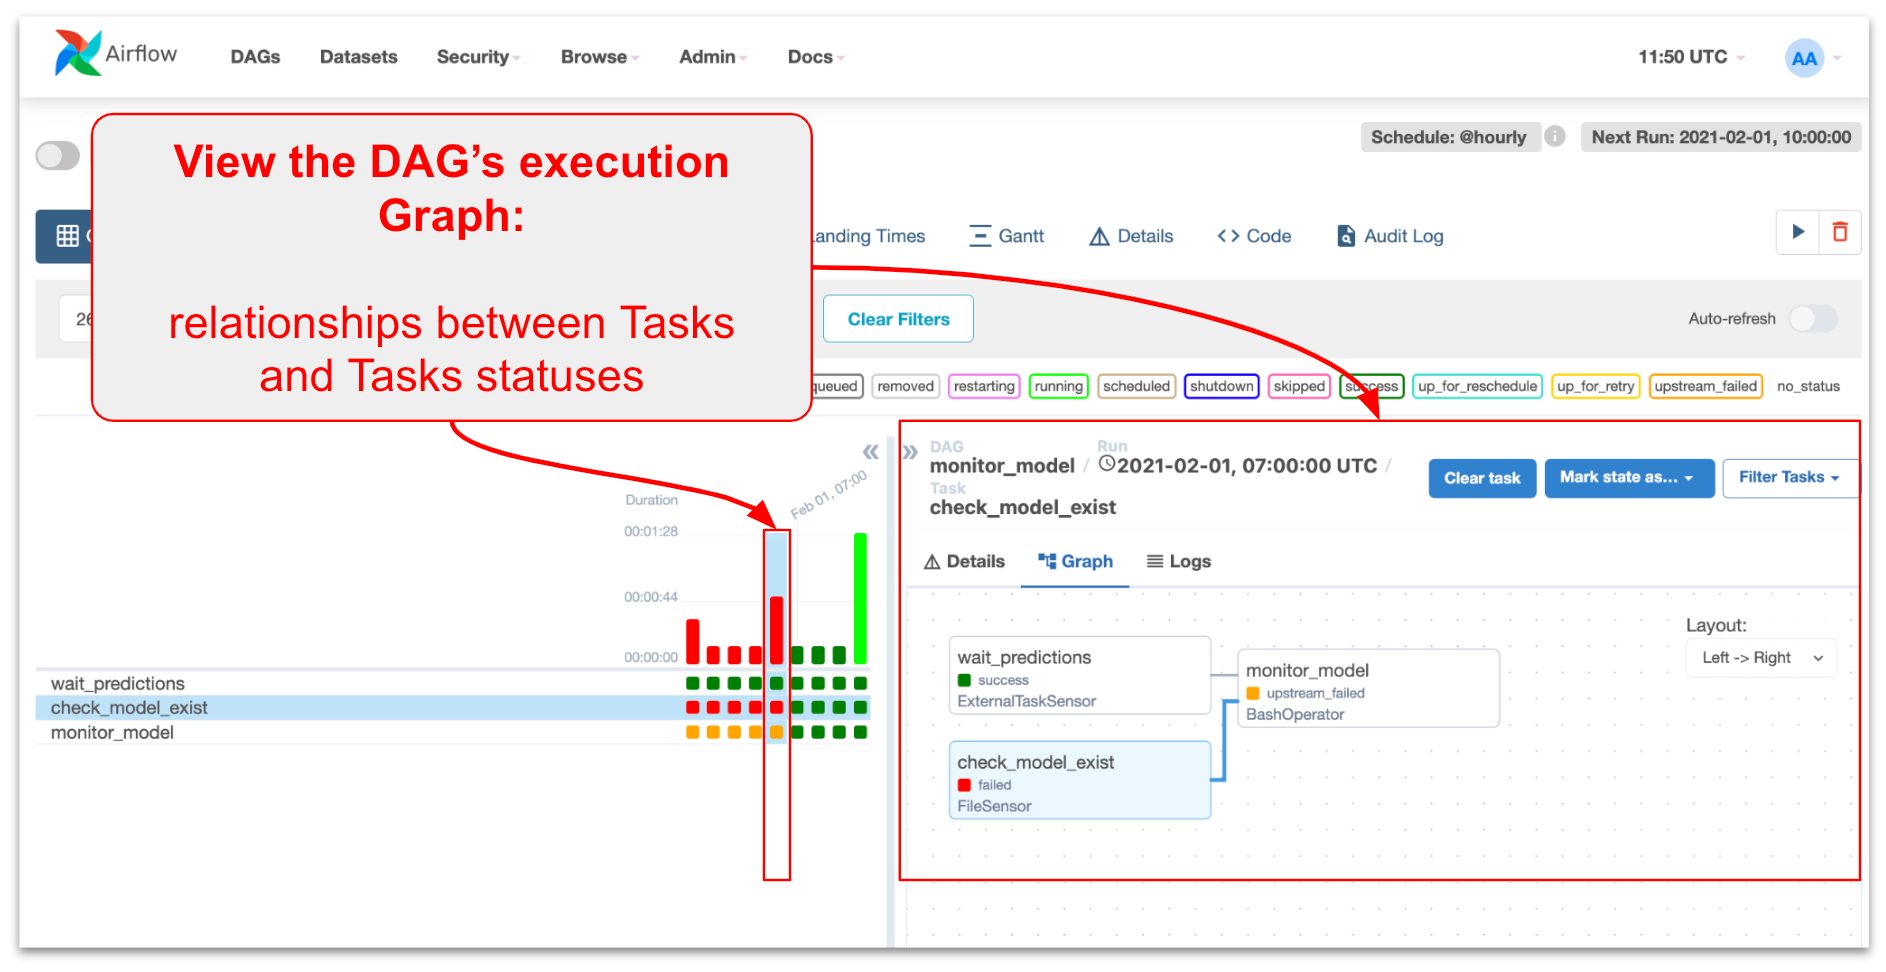 Airflow
DAGs
Datasets
Security
Browse
Admin
Docs
11:50 UTC
AA
Schedule: @hourly
Next Run: 2021-02-01, 10:00:00
View the DAG’s execution
Graph:
relationships between Tasks
and Tasks statuses
Landing Times
Gantt
Details
Code
Audit Log
Clear Filters
Auto-refresh
queued
removed
restarting
running
scheduled
shutdown
skipped
success
up_for_reschedule
up_for_retry
upstream_failed
no_status
Duration
00:01:28
00:00:44
00:00:00
Feb 01, 07:00
wait_predictions
check_model_exist
monitor_model
DAG
monitor_model /
Run
2021-02-01, 07:00:00 UTC /
Task
check_model_exist
Clear task
Mark state as...
Filter Tasks
Details
Graph
Logs
Layout:
Left -> Right
wait_predictions
success
ExternalTaskSensor
monitor_model
upstream_failed
BashOperator
check_model_exist
failed
FileSensor